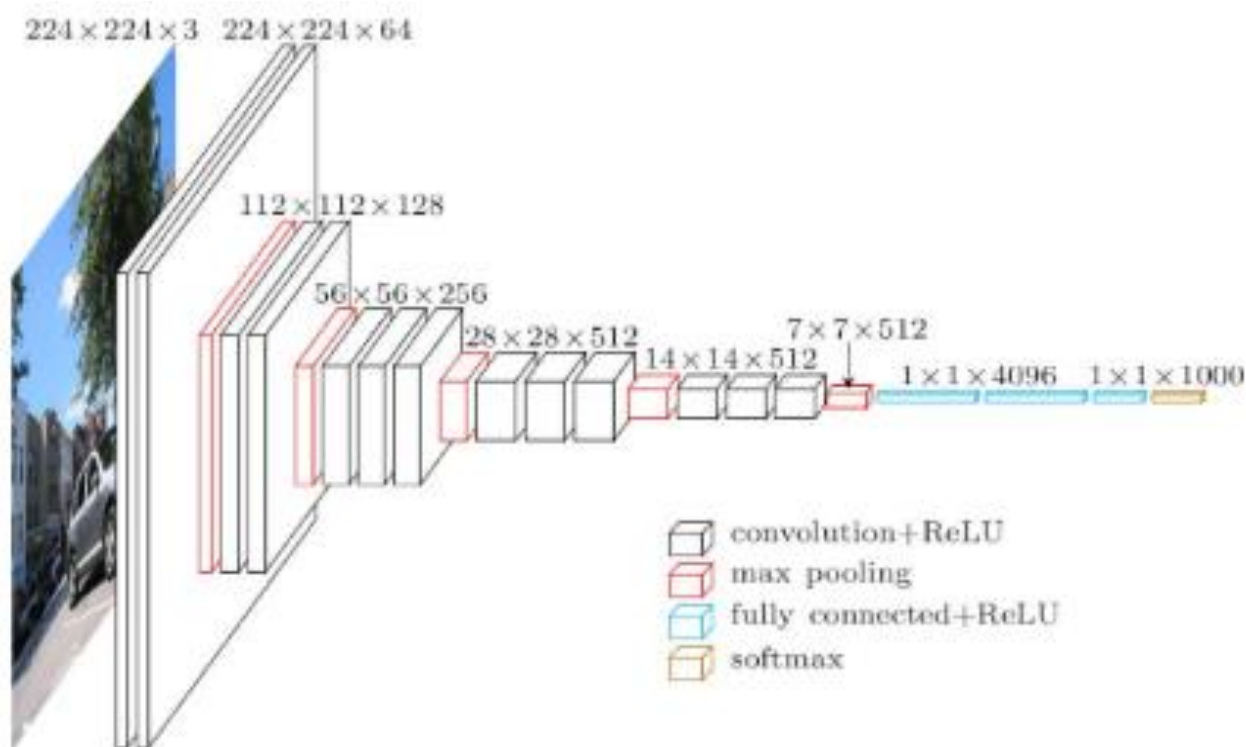 224×224×3 224×224×64
112×112×128
56×56×256
28×28×512
7×7×512
14×14×512
1×1×4096 1×1×1000
convolution+ReLU
max pooling
fully connected+ReLU
softmax